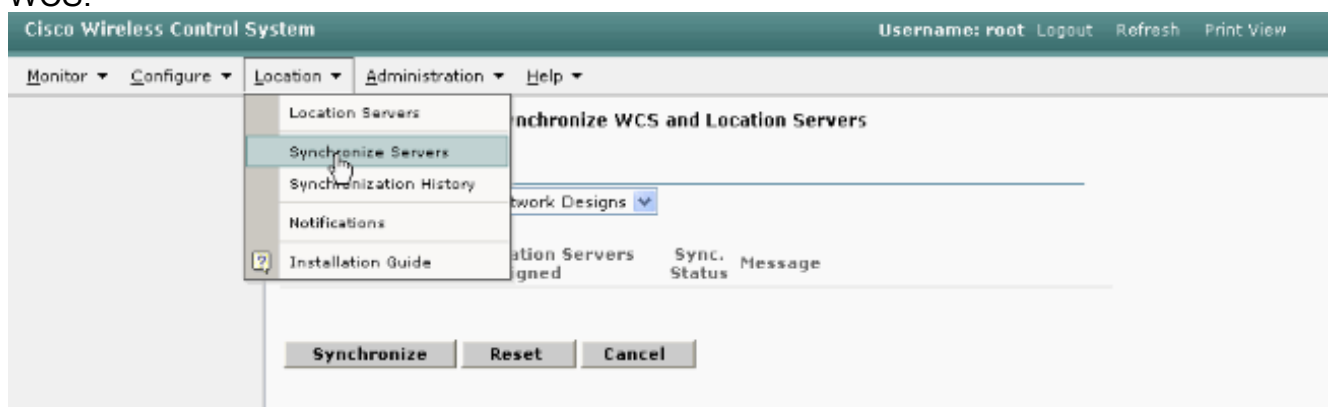 WCS.
Cisco Wireless Control System Username: root Logout Refresh Print View
Monitor Configure Location Administration Help
Location Servers
nchronize WCS and Location Servers
Synchronize Servers
Synchronization History
twork Designs
Notifications
ation Servers Sync.
Installation Guide
igned Status Message
Synchronize Reset Cancel